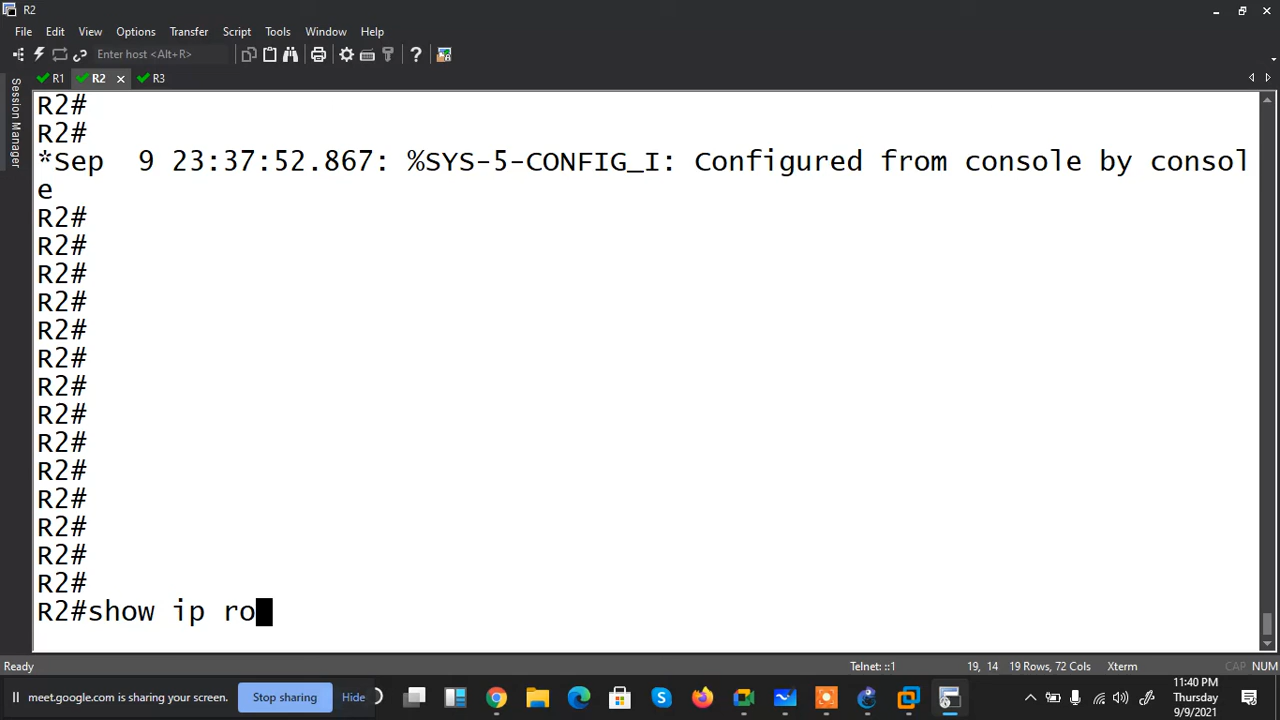 R2
File Edit View Options Transfer Script Tools Window Help
Enter host <Alt+R>
R1 R2 R3
Session Manager
R2#
R2#
*Sep  9 23:37:52.867: %SYS-5-CONFIG_I: Configured from console by consol
e
R2#
R2#
R2#
R2#
R2#
R2#
R2#
R2#
R2#
R2#
R2#
R2#
R2#
R2#
R2#show ip ro
Ready Telnet: ::1 19, 14 19 Rows, 72 Cols Xterm CAP NUM
meet.google.com is sharing your screen. Stop sharing Hide
11:40 PM
Thursday
9/9/2021